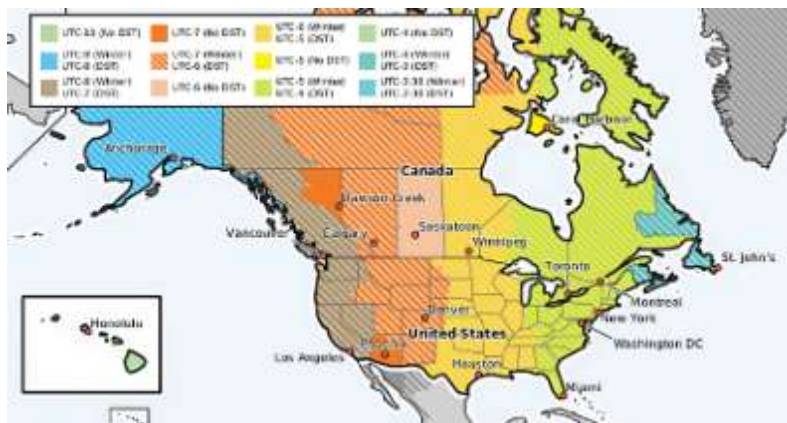 UTC-10 (No DST)
UTC-7 (No DST)
UTC-6 (Winter)
UTC-5 (DST)
UTC-4 (No DST)
UTC-9 (Winter)
UTC-8 (DST)
UTC-7 (Winter)
UTC-6 (DST)
UTC-5 (No DST)
UTC-4 (Winter)
UTC-3 (DST)
UTC-8 (Winter)
UTC-7 (DST)
UTC-6 (No DST)
UTC-5 (Winter)
UTC-4 (DST)
UTC-3:30 (Winter)
UTC-2:30 (DST)
Coral Harbour
Anchorage
Canada
Dawson Creek
Vancouver
Calgary
Saskatoon
Winnipeg
St. John's
Toronto
Montreal
Honolulu
Denver
New York
United States
Washington DC
Los Angeles
Houston
Miami